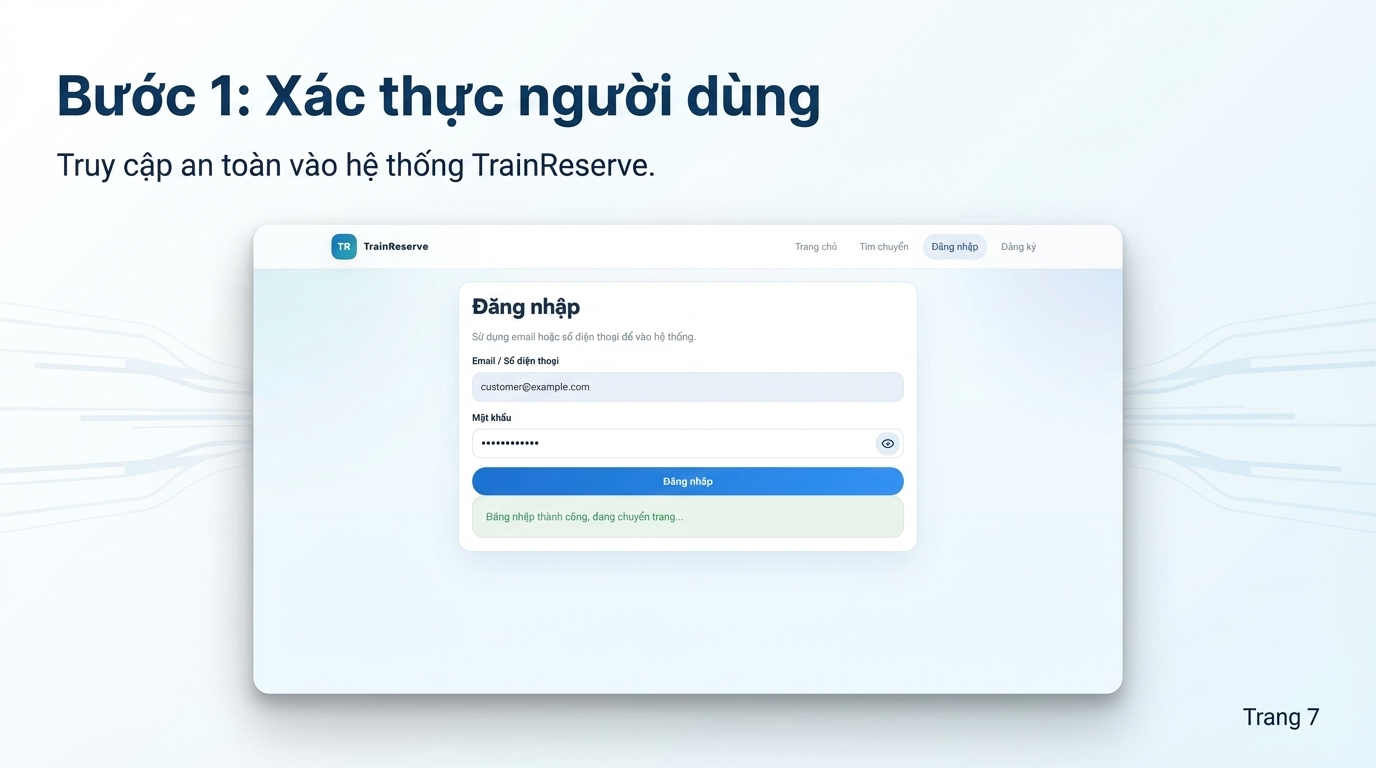 Bước 1: Xác thực người dùng
Truy cập an toàn vào hệ thống TrainReserve.
TR TrainReserve Trang chủ Tìm chuyến Đăng nhập Đăng ký
Đăng nhập
Sử dụng email hoặc số điện thoại để vào hệ thống.
Email / Số điện thoại
customer@example.com
Mật khẩu
••••••••••••
Đăng nhập
Đăng nhập thành công, đang chuyển trang...
Trang 7